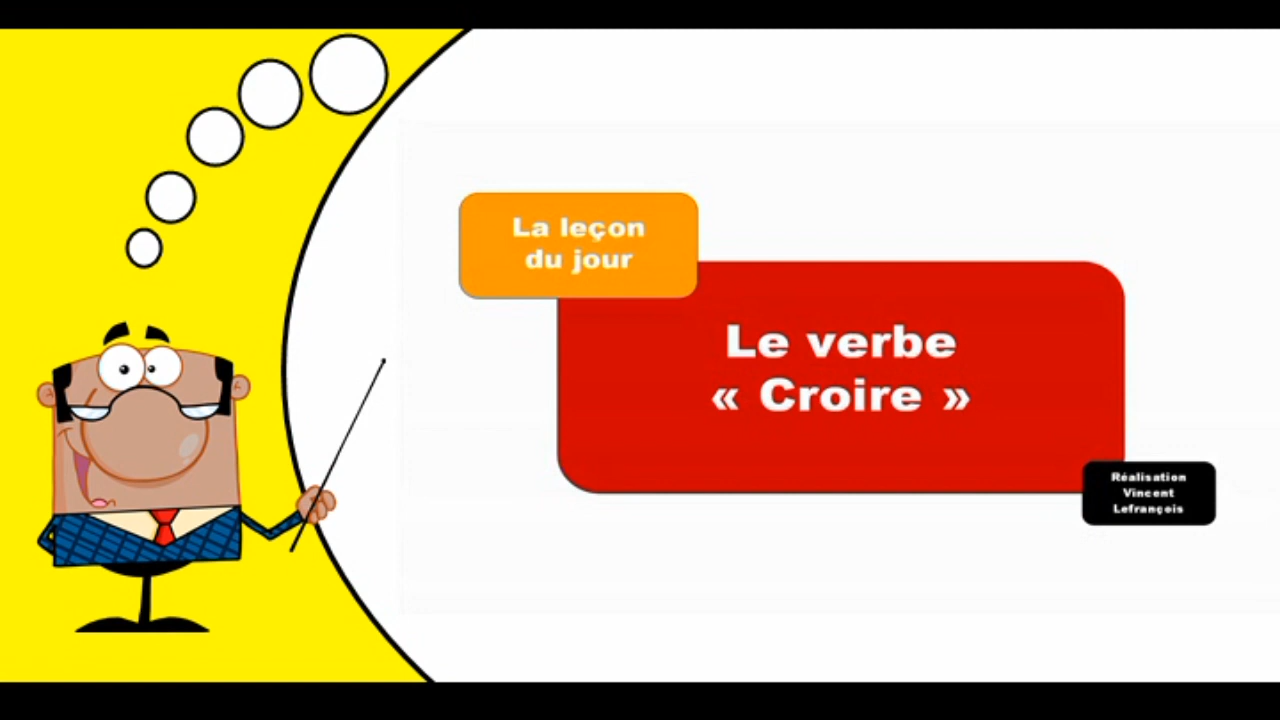 La leçon
du jour
Le verbe
« Croire »
Réalisation
Vincent
Lefrançois